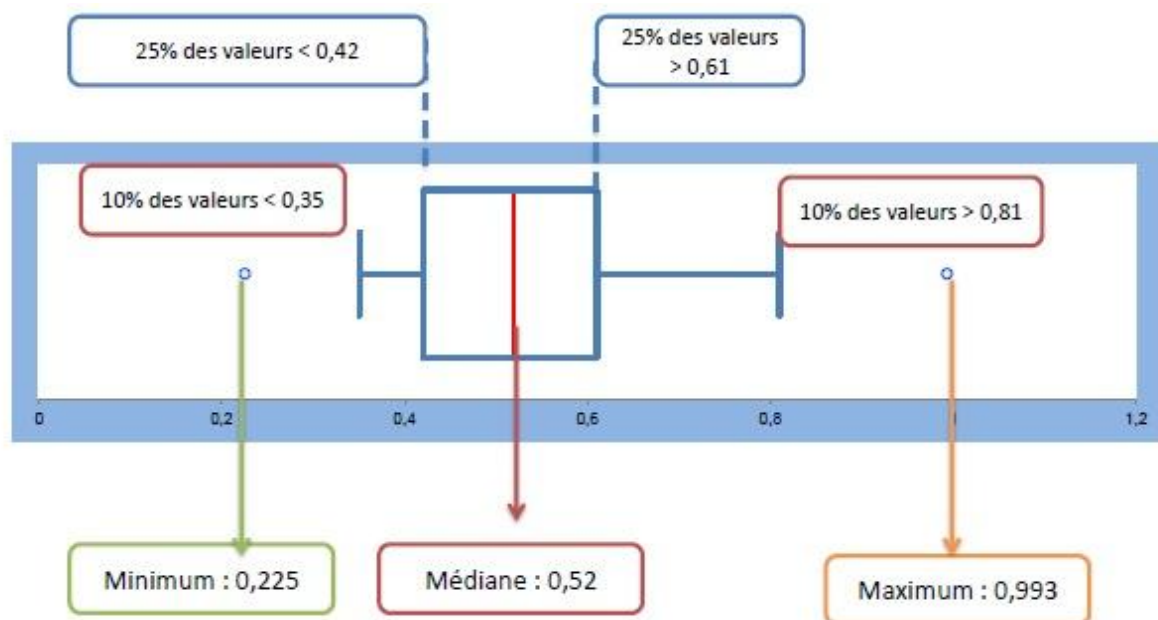 25% des valeurs < 0,42
25% des valeurs
> 0,61
10% des valeurs < 0,35
10% des valeurs > 0,81
0
0,2
0,4
0,6
0,8
1,2
Minimum : 0,225
Médiane : 0,52
Maximum : 0,993